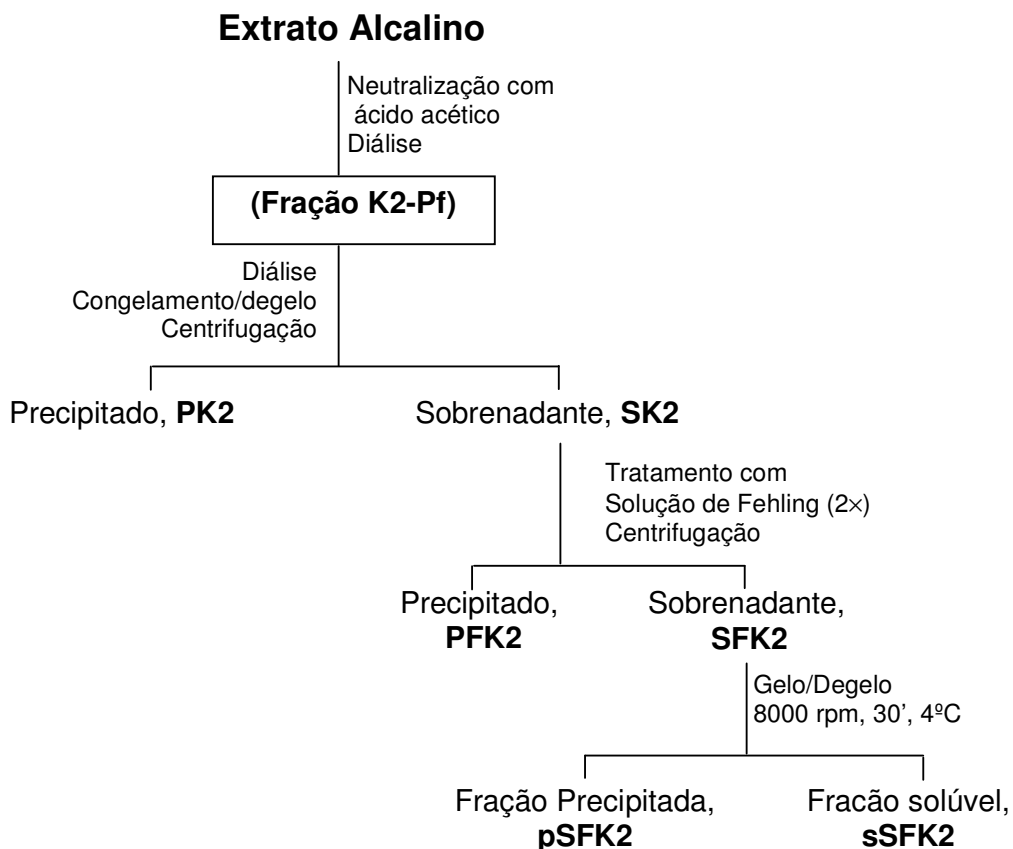 Extrato Alcalino
Neutralização com
ácido acético
Diálise
(Fração K2-Pf)
Diálise
Congelamento/degelo
Centrifugação
Precipitado, PK2
Sobrenadante, SK2
Tratamento com
Solução de Fehling (2×)
Centrifugação
Precipitado,
PFK2
Sobrenadante,
SFK2
Gelo/Degelo
8000 rpm, 30’, 4ºC
Fração Precipitada,
pSFK2
Fracão solúvel,
sSFK2